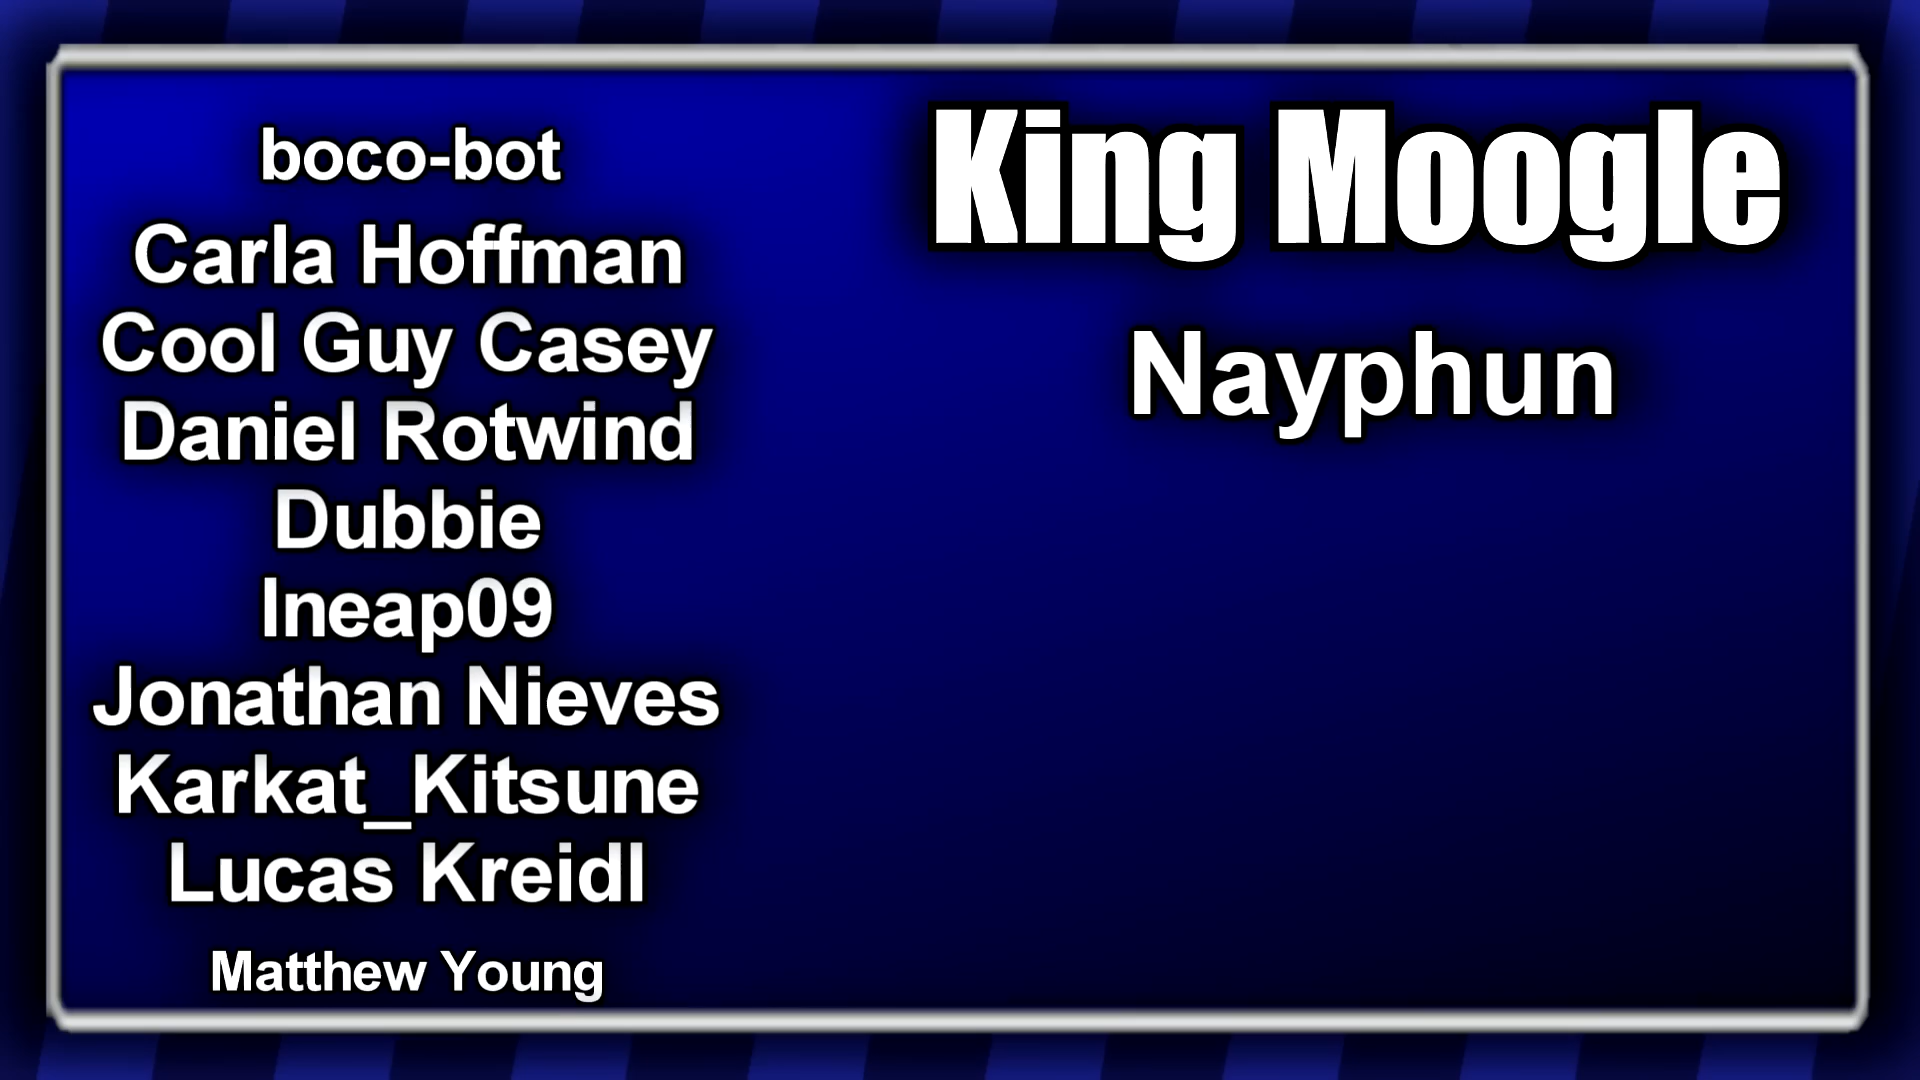 boco-bot
Carla Hoffman
Cool Guy Casey
Daniel Rotwind
Dubbie
Ineap09
Jonathan Nieves
Karkat_Kitsune
Lucas Kreidl
Matthew Young
King Moogle
Nayphun